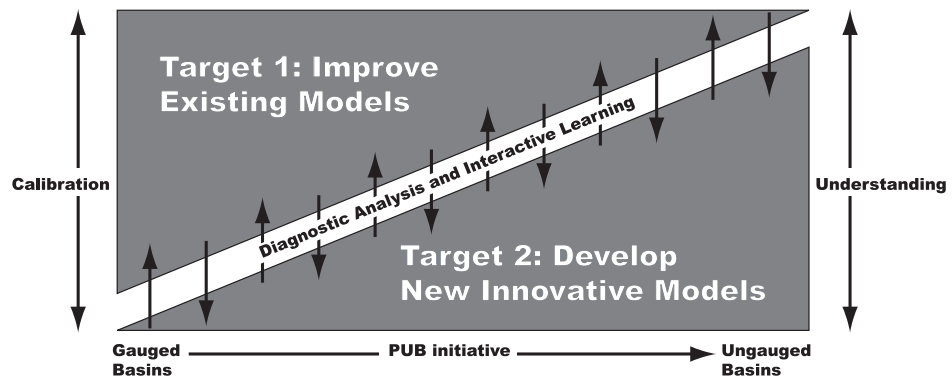 Target 1: Improve
Existing Models
Diagnostic Analysis and Interactive Learning
Calibration
Understanding
Target 2: Develop
New Innovative Models
Gauged
Basins
PUB initiative
Ungauged
Basins